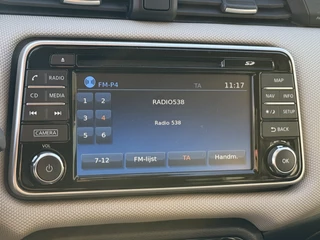 FM-P4 TA 11:17
RADIO MAP
CD MEDIA NAV INFO
SETUP
CAMERA BACK
VOL OK
1 2 RADIO538
3 4
5 6 Radio 538
7-12 FM-lijst TA Handm.